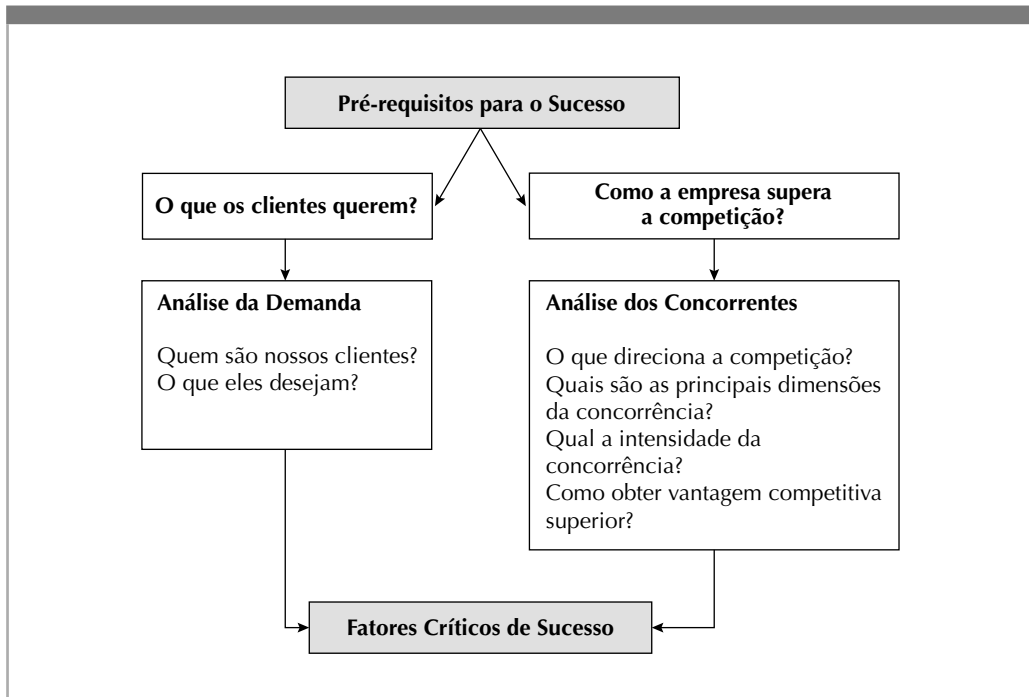 Pré-requisitos para o Sucesso
O que os clientes querem?
Como a empresa supera
a competição?
Análise da Demanda
Quem são nossos clientes?
O que eles desejam?
Análise dos Concorrentes
O que direciona a competição?
Quais são as principais dimensões
da concorrência?
Qual a intensidade da
concorrência?
Como obter vantagem competitiva
superior?
Fatores Críticos de Sucesso